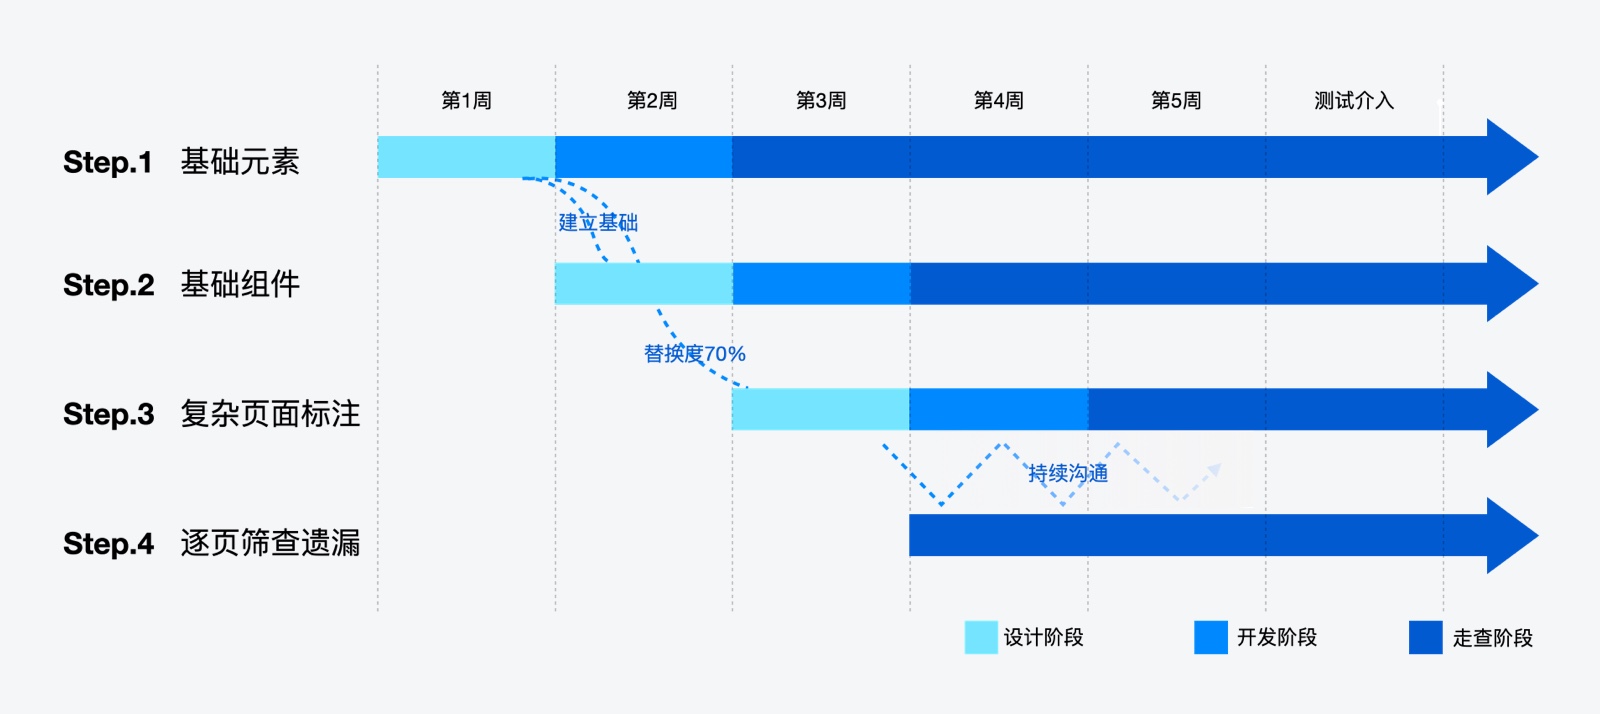 第1周 第2周 第3周 第4周 第5周 测试介入
Step.1 基础元素
建立基础
Step.2 基础组件
替换度70%
Step.3 复杂页面标注
持续沟通
Step.4 逐页筛查遗漏
设计阶段 开发阶段 走查阶段